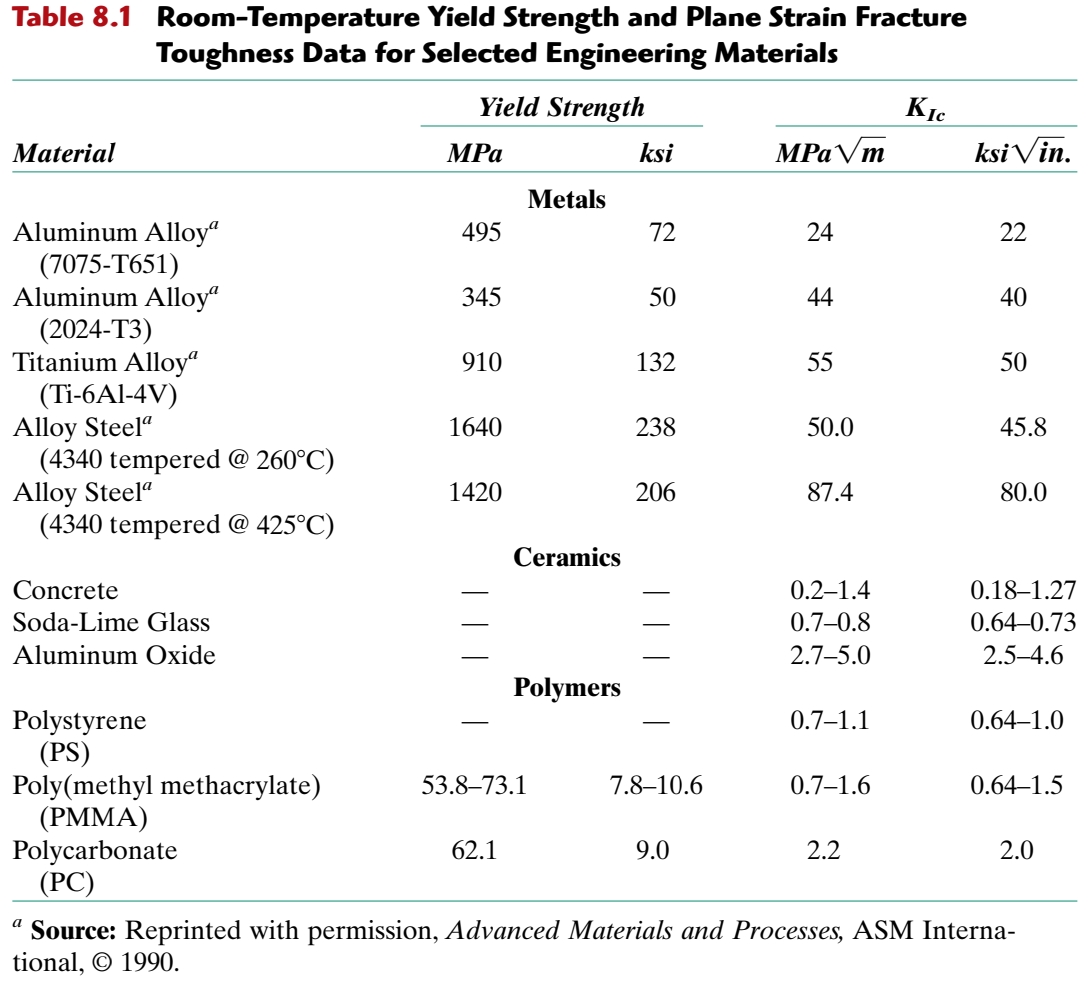 Table 8.1 Room-Temperature Yield Strength and Plane Strain Fracture
Toughness Data for Selected Engineering Materials
Yield Strength K_Ic
Material MPa ksi MPa√m ksi√in.
Metals
Aluminum Alloy^a 495 72 24 22
(7075-T651)
Aluminum Alloy^a 345 50 44 40
(2024-T3)
Titanium Alloy^a 910 132 55 50
(Ti-6Al-4V)
Alloy Steel^a 1640 238 50.0 45.8
(4340 tempered @ 260°C)
Alloy Steel^a 1420 206 87.4 80.0
(4340 tempered @ 425°C)
Ceramics
Concrete — — 0.2–1.4 0.18–1.27
Soda-Lime Glass — — 0.7–0.8 0.64–0.73
Aluminum Oxide — — 2.7–5.0 2.5–4.6
Polymers
Polystyrene — — 0.7–1.1 0.64–1.0
(PS)
Poly(methyl methacrylate) 53.8–73.1 7.8–10.6 0.7–1.6 0.64–1.5
(PMMA)
Polycarbonate 62.1 9.0 2.2 2.0
(PC)
^a Source: Reprinted with permission, Advanced Materials and Processes, ASM Interna-
tional, © 1990.